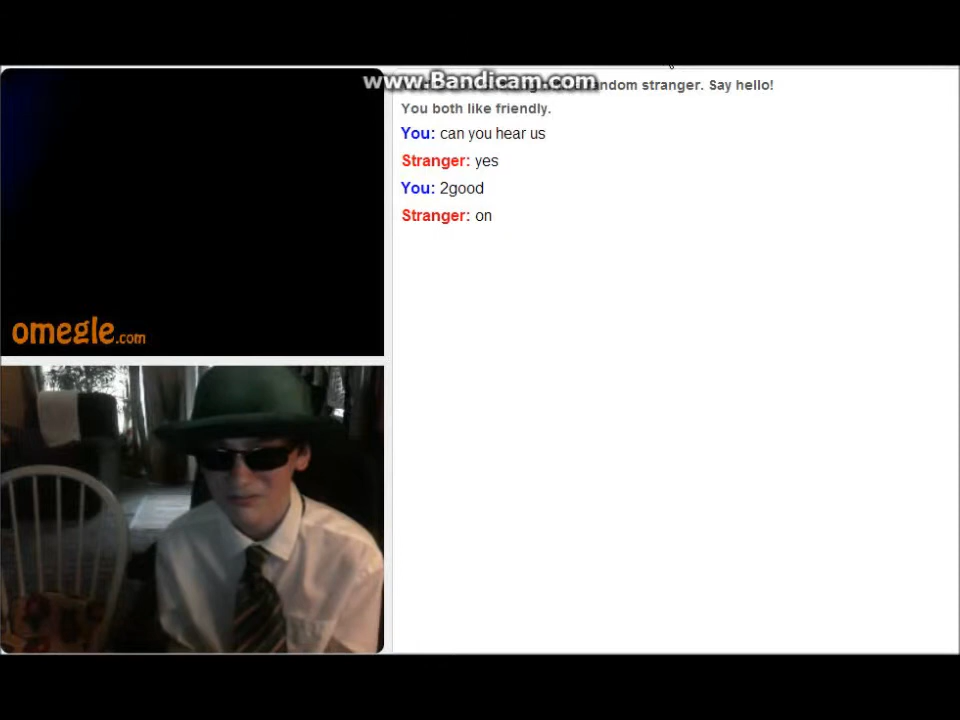 www.Bandicam.com
random stranger. Say hello!
You both like friendly.
You: can you hear us
Stranger: yes
You: 2good
Stranger: on
omegle.com